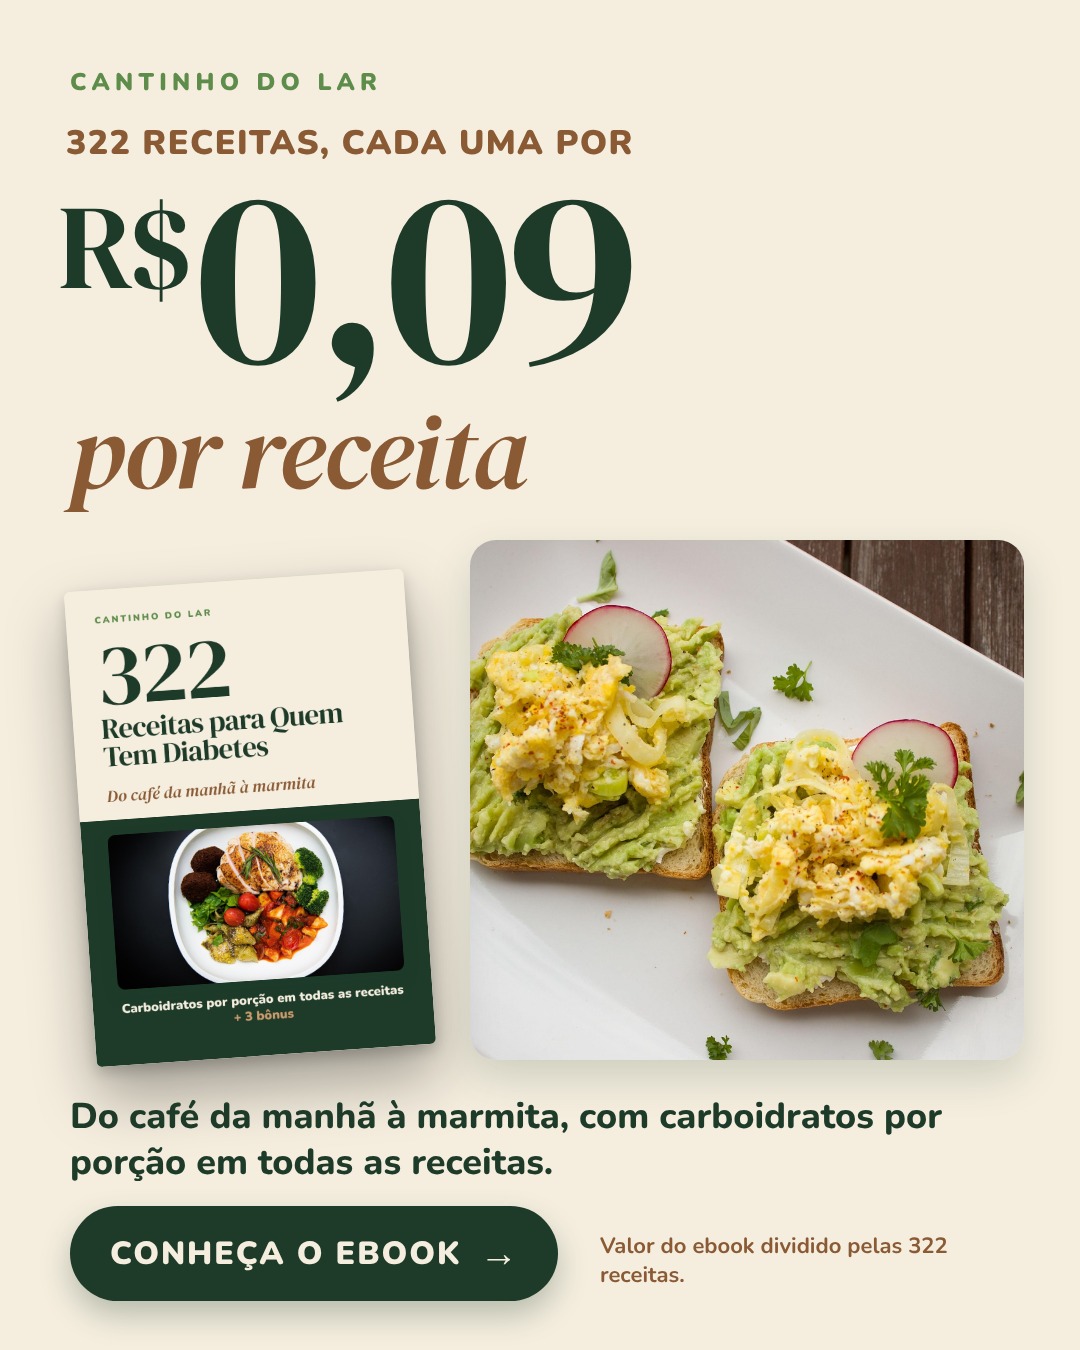 CANTINHO DO LAR
322 RECEITAS, CADA UMA POR
R$0,09
por receita
CANTINHO DO LAR
322
Receitas para Quem
Tem Diabetes
Do café da manhã à marmita
Carboidratos por porção em todas as receitas
+ 3 bônus
Do café da manhã à marmita, com carboidratos por
porção em todas as receitas.
CONHEÇA O EBOOK →
Valor do ebook dividido pelas 322
receitas.